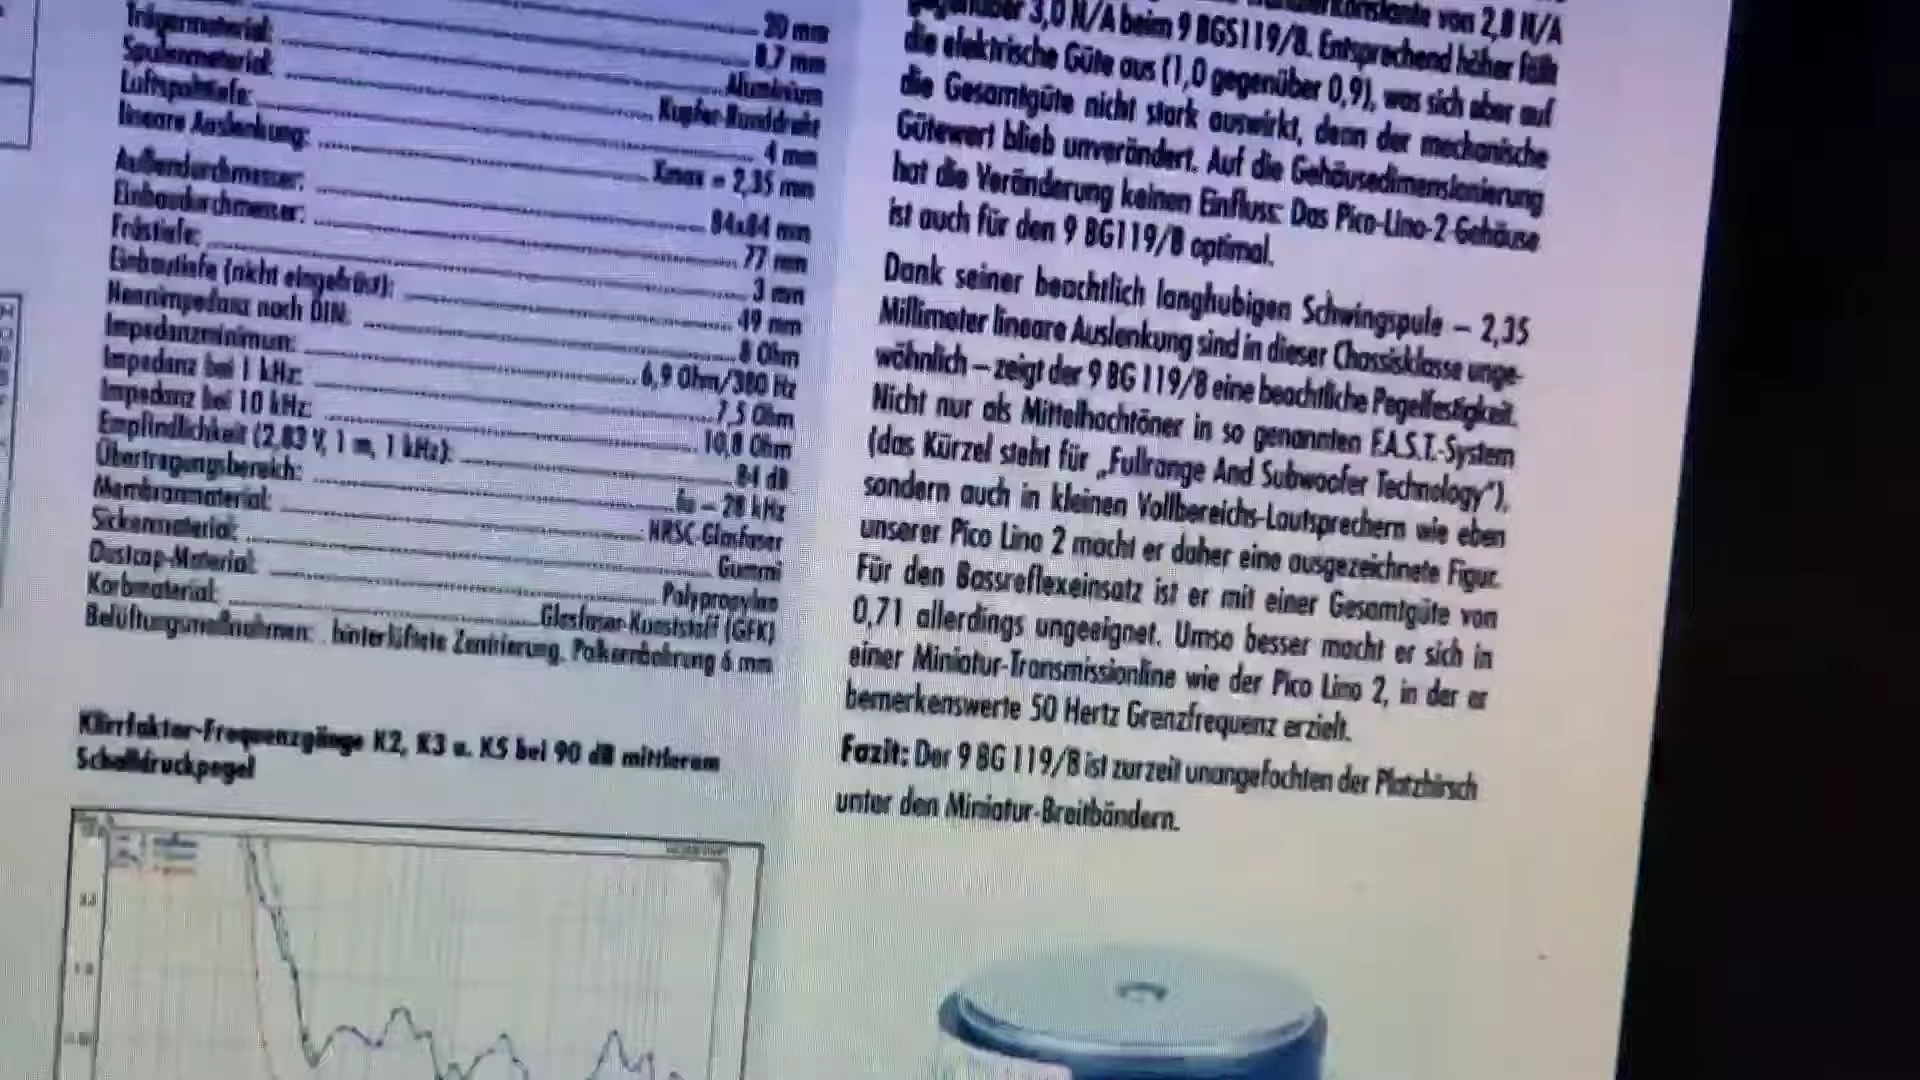 20 mm
Trägermaterial: 0,7 mm
Spulenmaterial: Aluminium
Luftspalttiefe: Kupfer-Runddraht
lineare Auslenkung: 4 mm
Xmax = 2,35 mm
Außendurchmesser:
Einbaudurchmesser: 84x84 mm
Frästiefe: 77 mm
Einbautiefe (nicht eingefräst): 3 mm
Nennimpedanz nach DIN: 49 mm
Impedanzminimun: 8 Ohm
Impedanz bei 1 kHz: 6,9 Ohm/380 Hz
Impedanz bei 10 kHz: 7,5 Ohm
Empfindlichkeit (2,83 V, 1 m, 1 kHz): 10,8 Ohm
Übertragungsbereich: 84 dB
Membranmaterial: fu – 28 kHz
Sickenmaterial: NRSC-Glasfaser
Dustcap-Material: Gummi
Korbmaterial: Polypropylen
Glasfaser-Kunststoff (GFK)
Belüftungsmaßnahmen: hinterlüftete Zentrierung, Polkernbohrung 6 mm
Klirrfaktor-Frequenzgänge K2, K3 u. K5 bei 90 dB mittlerem
Schalldruckpegel
von 2,8 N/A
gegenüber 3,0 N/A beim 9 BGS119/8. Entsprechend höher fällt
die elektrische Güte aus (1,0 gegenüber 0,9), was sich aber auf
die Gesamtgüte nicht stark auswirkt, denn der mechanische
Gütewert blieb unverändert. Auf die Gehäusedimensionierung
hat die Veränderung keinen Einfluss: Das Pico-Lino-2-Gehäuse
ist auch für den 9 BG119/8 optimal.
Dank seiner beachtlich langhubigen Schwingspule – 2,35
Millimeter lineare Auslenkung sind in dieser Chassisklasse unge-
wöhnlich – zeigt der 9 BG 119/8 eine beachtliche Pegelfestigkeit.
Nicht nur als Mittelhochtöner in so genannten F.A.S.T.-System
(das Kürzel steht für „Fullrange And Subwoofer Technology"),
sondern auch in kleinen Vollbereichs-Lautsprechern wie eben
unserer Pico Lino 2 macht er daher eine ausgezeichnete Figur.
Für den Bassreflexeinsatz ist er mit einer Gesamtgüte von
0,71 allerdings ungeeignet. Umso besser macht er sich in
einer Miniatur-Transmissionline wie der Pico Lino 2, in der er
bemerkenswerte 50 Hertz Grenzfrequenz erzielt.
Fazit: Der 9 BG 119/8 ist zurzeit unangefochten der Platzhirsch
unter den Miniatur-Breitbändern.